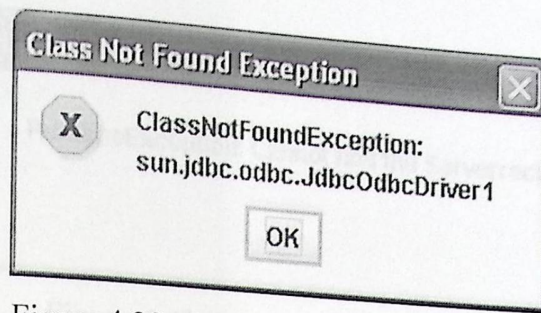 Class Not Found Exception
X
ClassNotFoundException:
sun.jdbc.odbc.JdbcOdbcDriver1
OK